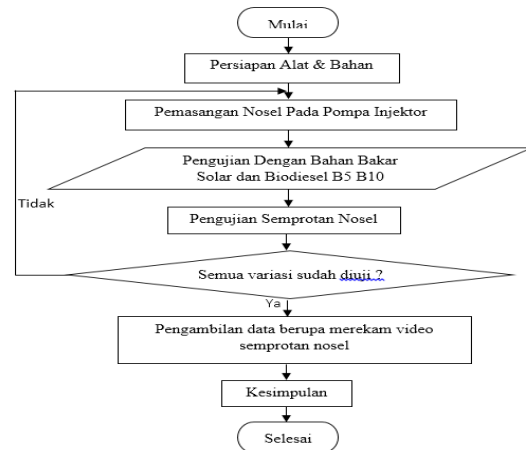 Mulai
Persiapan Alat & Bahan
Pemasangan Nosel Pada Pompa Injektor
Pengujian Dengan Bahan Bakar
Solar dan Biodiesel B5 B10
Tidak
Pengujian Semprotan Nosel
Semua variasi sudah diuji ?
Ya
Pengambilan data berupa merekam video
semprotan nosel
Kesimpulan
Selesai